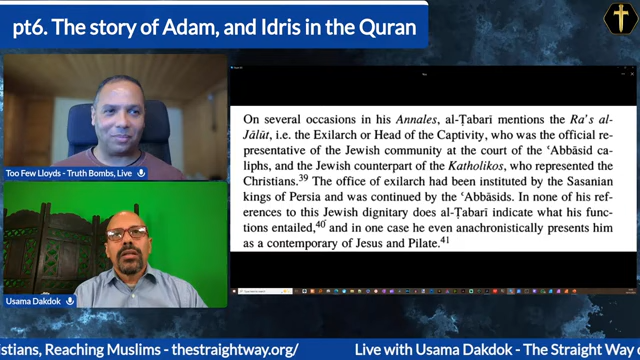 pt6. The story of Adam, and Idris in the Quran
Too Few Lloyds - Truth Bombs, Live
Usama Dakdok
On several occasions in his Annales, al-Ṭabarī mentions the Ra's al-
Jālūt, i.e. the Exilarch or Head of the Captivity, who was the official re-
presentative of the Jewish community at the court of the ʿAbbāsid ca-
liphs, and the Jewish counterpart of the Katholikos, who represented the
Christians.39 The office of exilarch had been instituted by the Sasanian
kings of Persia and was continued by the ʿAbbāsids. In none of his ref-
erences to this Jewish dignitary does al-Ṭabarī indicate what his func-
tions entailed,40 and in one case he even anachronistically presents him
as a contemporary of Jesus and Pilate.41
istians, Reaching Muslims - thestraightway.org/
Live with Usama Dakdok - The Straight Way o